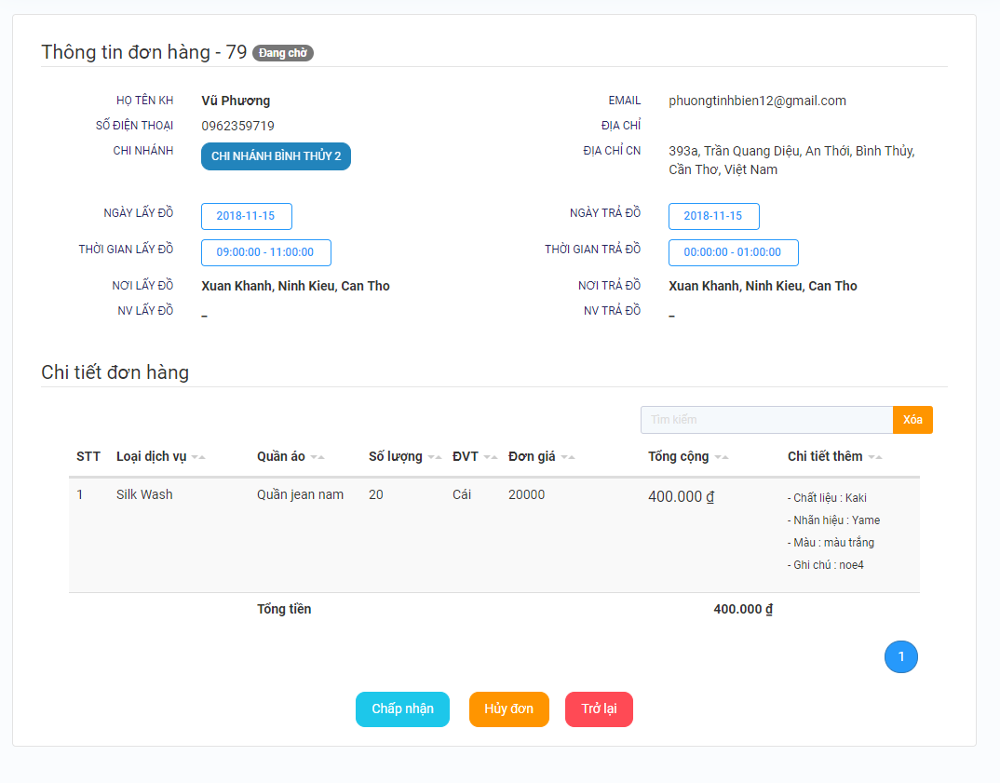 Thông tin đơn hàng - 79 Đang chờ
HỌ TÊN KH Vũ Phương EMAIL phuongtinhbien12@gmail.com
SỐ ĐIỆN THOẠI 0962359719 ĐỊA CHỈ
CHI NHÁNH CHI NHÁNH BÌNH THỦY 2 ĐỊA CHỈ CN 393a, Trần Quang Diệu, An Thới, Bình Thủy,
Cần Thơ, Việt Nam
NGÀY LẤY ĐỒ 2018-11-15 NGÀY TRẢ ĐỒ 2018-11-15
THỜI GIAN LẤY ĐỒ 09:00:00 - 11:00:00 THỜI GIAN TRẢ ĐỒ 00:00:00 - 01:00:00
NƠI LẤY ĐỒ Xuan Khanh, Ninh Kieu, Can Tho NƠI TRẢ ĐỒ Xuan Khanh, Ninh Kieu, Can Tho
NV LẤY ĐỒ _ NV TRẢ ĐỒ _
Chi tiết đơn hàng
Tìm kiếm Xóa
STT Loại dịch vụ Quần áo Số lượng ĐVT Đơn giá Tổng cộng Chi tiết thêm
1 Silk Wash Quần jean nam 20 Cái 20000 400.000 ₫ - Chất liệu : Kaki
- Nhãn hiệu : Yame
- Màu : màu trắng
- Ghi chú : noe4
Tổng tiền 400.000 ₫
1
Chấp nhận Hủy đơn Trở lại